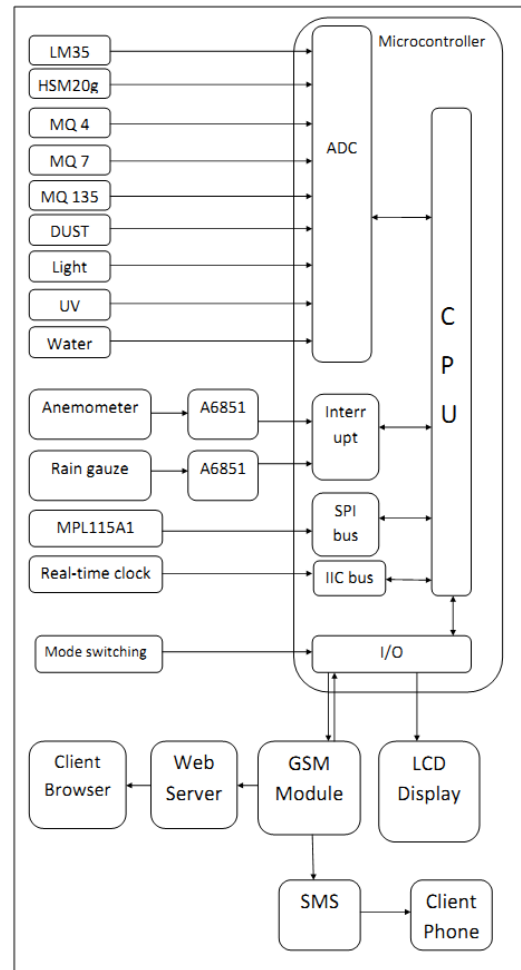 Microcontroller
LM35
HSM20g
MQ 4
MQ 7
MQ 135
DUST
Light
UV
Water
ADC
C
P
U
Anemometer
A6851
Interr
upt
Rain gauze
A6851
MPL115A1
SPI
bus
Real-time clock
IIC bus
Mode switching
I/O
Client
Browser
Web
Server
GSM
Module
LCD
Display
SMS
Client
Phone